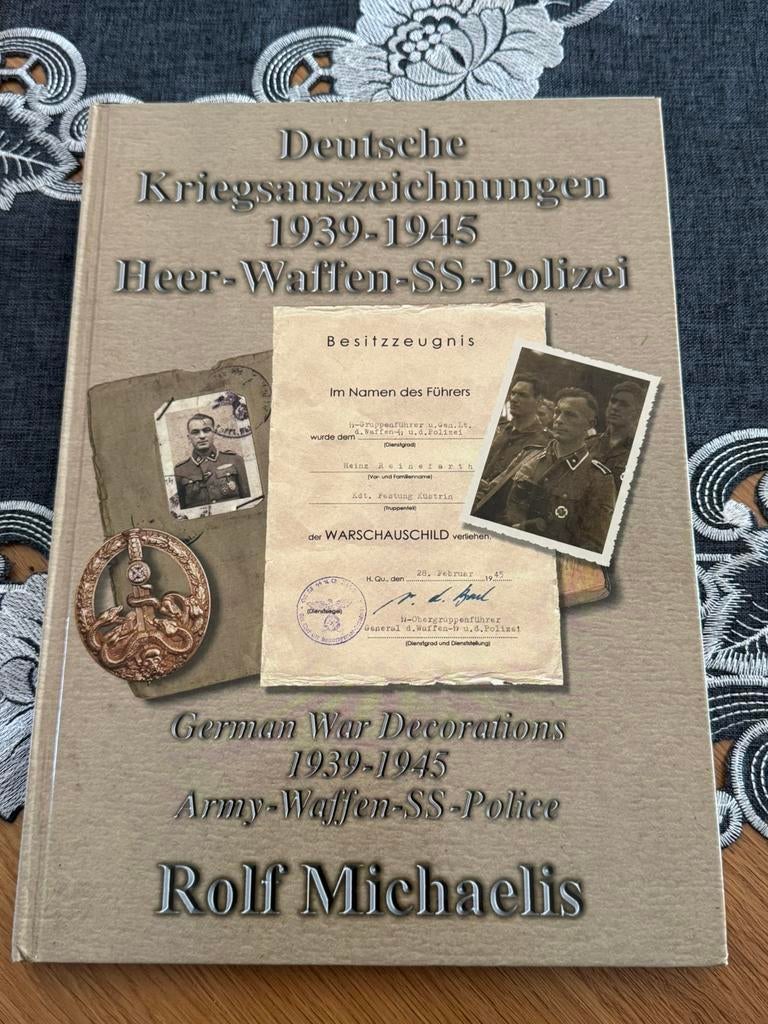 Deutsche
Kriegsauszeichnungen
1939-1945
Heer-Waffen-SS-Polizei
Besitzzeugnis
Im Namen des Führers
ᛋᛋ-Gruppenführer u.Gen.Lt.
wurde dem d.Waffen-ᛋᛋ u.d.Polizei
(Dienstgrad)
Heinz Reinefarth
(Vor- und Familienname)
Kdt. Festung Küstrin
(Truppenteil)
der WARSCHAUSCHILD verliehen.
H. Qu., den 28. Februar 1945
(Dienstsiegel)
ᛋᛋ-Obergruppenführer
General d.Waffen-ᛋᛋ u.d.Polizei
(Dienstgrad und Dienststellung)
German War Decorations
1939-1945
Army-Waffen-SS-Police
Rolf Michaelis